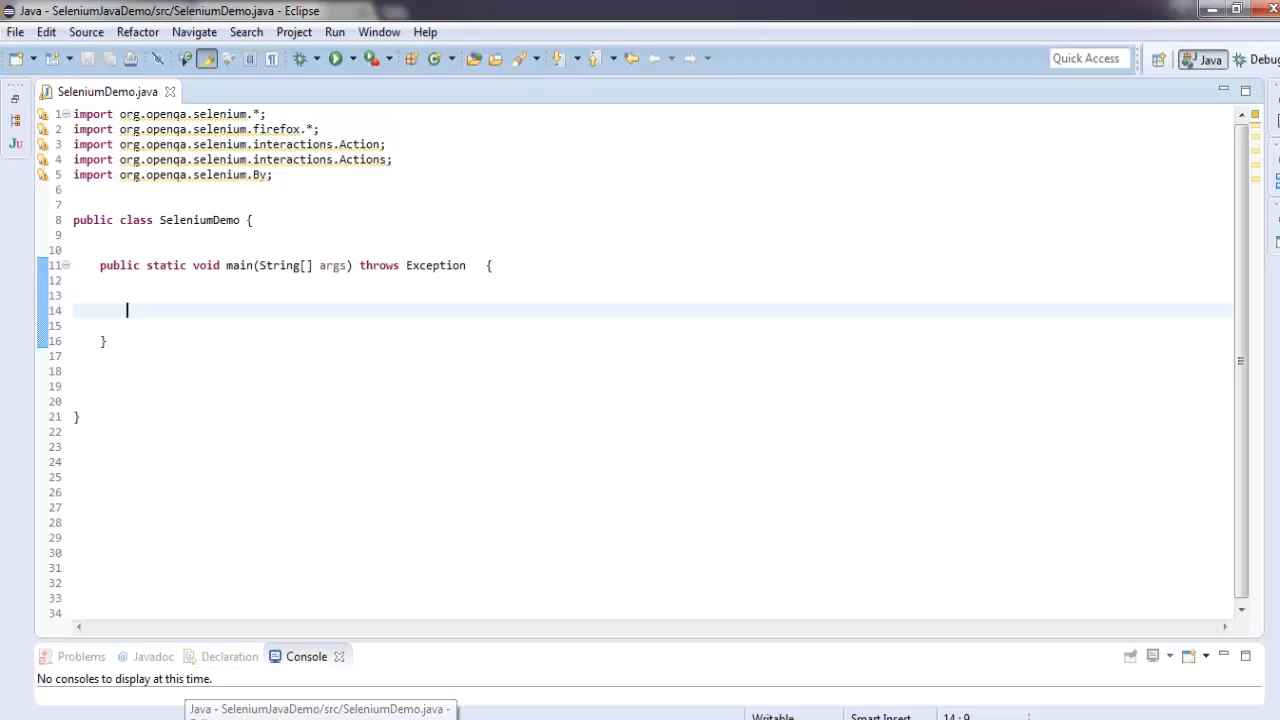 Java - SeleniumJavaDemo/src/SeleniumDemo.java - Eclipse
File Edit Source Refactor Navigate Search Project Run Window Help
Quick Access Java Debug
SeleniumDemo.java
1 import org.openqa.selenium.*;
2 import org.openqa.selenium.firefox.*;
3 import org.openqa.selenium.interactions.Action;
4 import org.openqa.selenium.interactions.Actions;
5 import org.openqa.selenium.By;
6
7
8 public class SeleniumDemo {
9
10
11 public static void main(String[] args) throws Exception {
12
13
14
15
16 }
17
18
19
20
21 }
22
23
24
25
26
27
28
29
30
31
32
33
34
Problems @ Javadoc Declaration Console
No consoles to display at this time.
Java - SeleniumJavaDemo/src/SeleniumDemo.java -
Writable Smart Insert 14 : 9